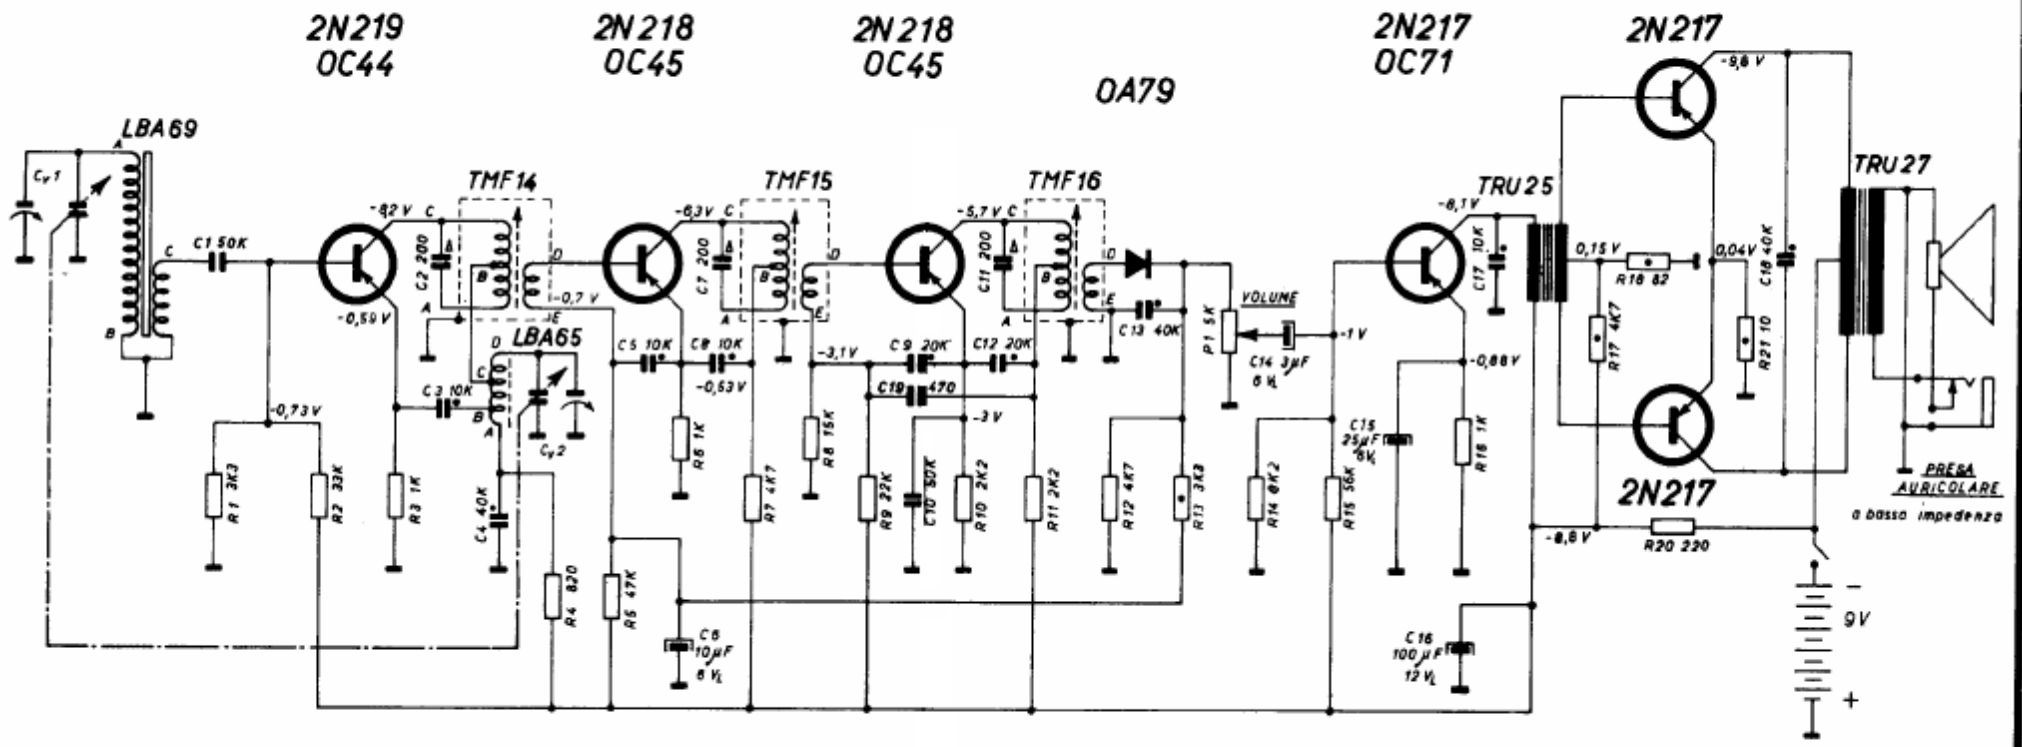 2N219
OC44
2N218
OC45
2N218
OC45
OA79
2N217
OC71
2N217
LBA69
A
Cv1
C
B
C1 50K
-8,2 V
C
C2 200
A
TMF14
B
D
E
-0,59 V
-0,7 V
LBA65
D
C
B
A
Cv2
C3 10K
-0,73 V
R1 3K3
R2 33K
R3 1K
C4 40K
R4 820
R5 47K
-6,3 V
C
C7 200
A
TMF15
B
E
C5 10K
C8 10K
-0,53 V
R6 1K
R7 4K7
R8 15K
C6
10µF
6 VL
-3,1 V
-5,7 V
C
C11 200
A
TMF16
B
D
E
C9 20K
C12 20K
C19 470
-3 V
R9 22K
C10 50K
R10 2K2
R11 2K2
C13 40K
R12 4K7
R13 3K3
P1 5K
VOLUME
C14 3µF
6 VL
-1 V
R14 8K2
R15 56K
-8,1 V
C17 10K
-0,88 V
C15
25µF
6VL
R16 1K
C16
100µF
12VL
TRU25
0,15 V
R18 82
0,04V
R17 4K7
R21 10
-9,8 V
C18 40K
TRU27
2N217
-8,8 V
R20 220
PRESA
AURICOLARE
a bassa impedenza
-
9V
+